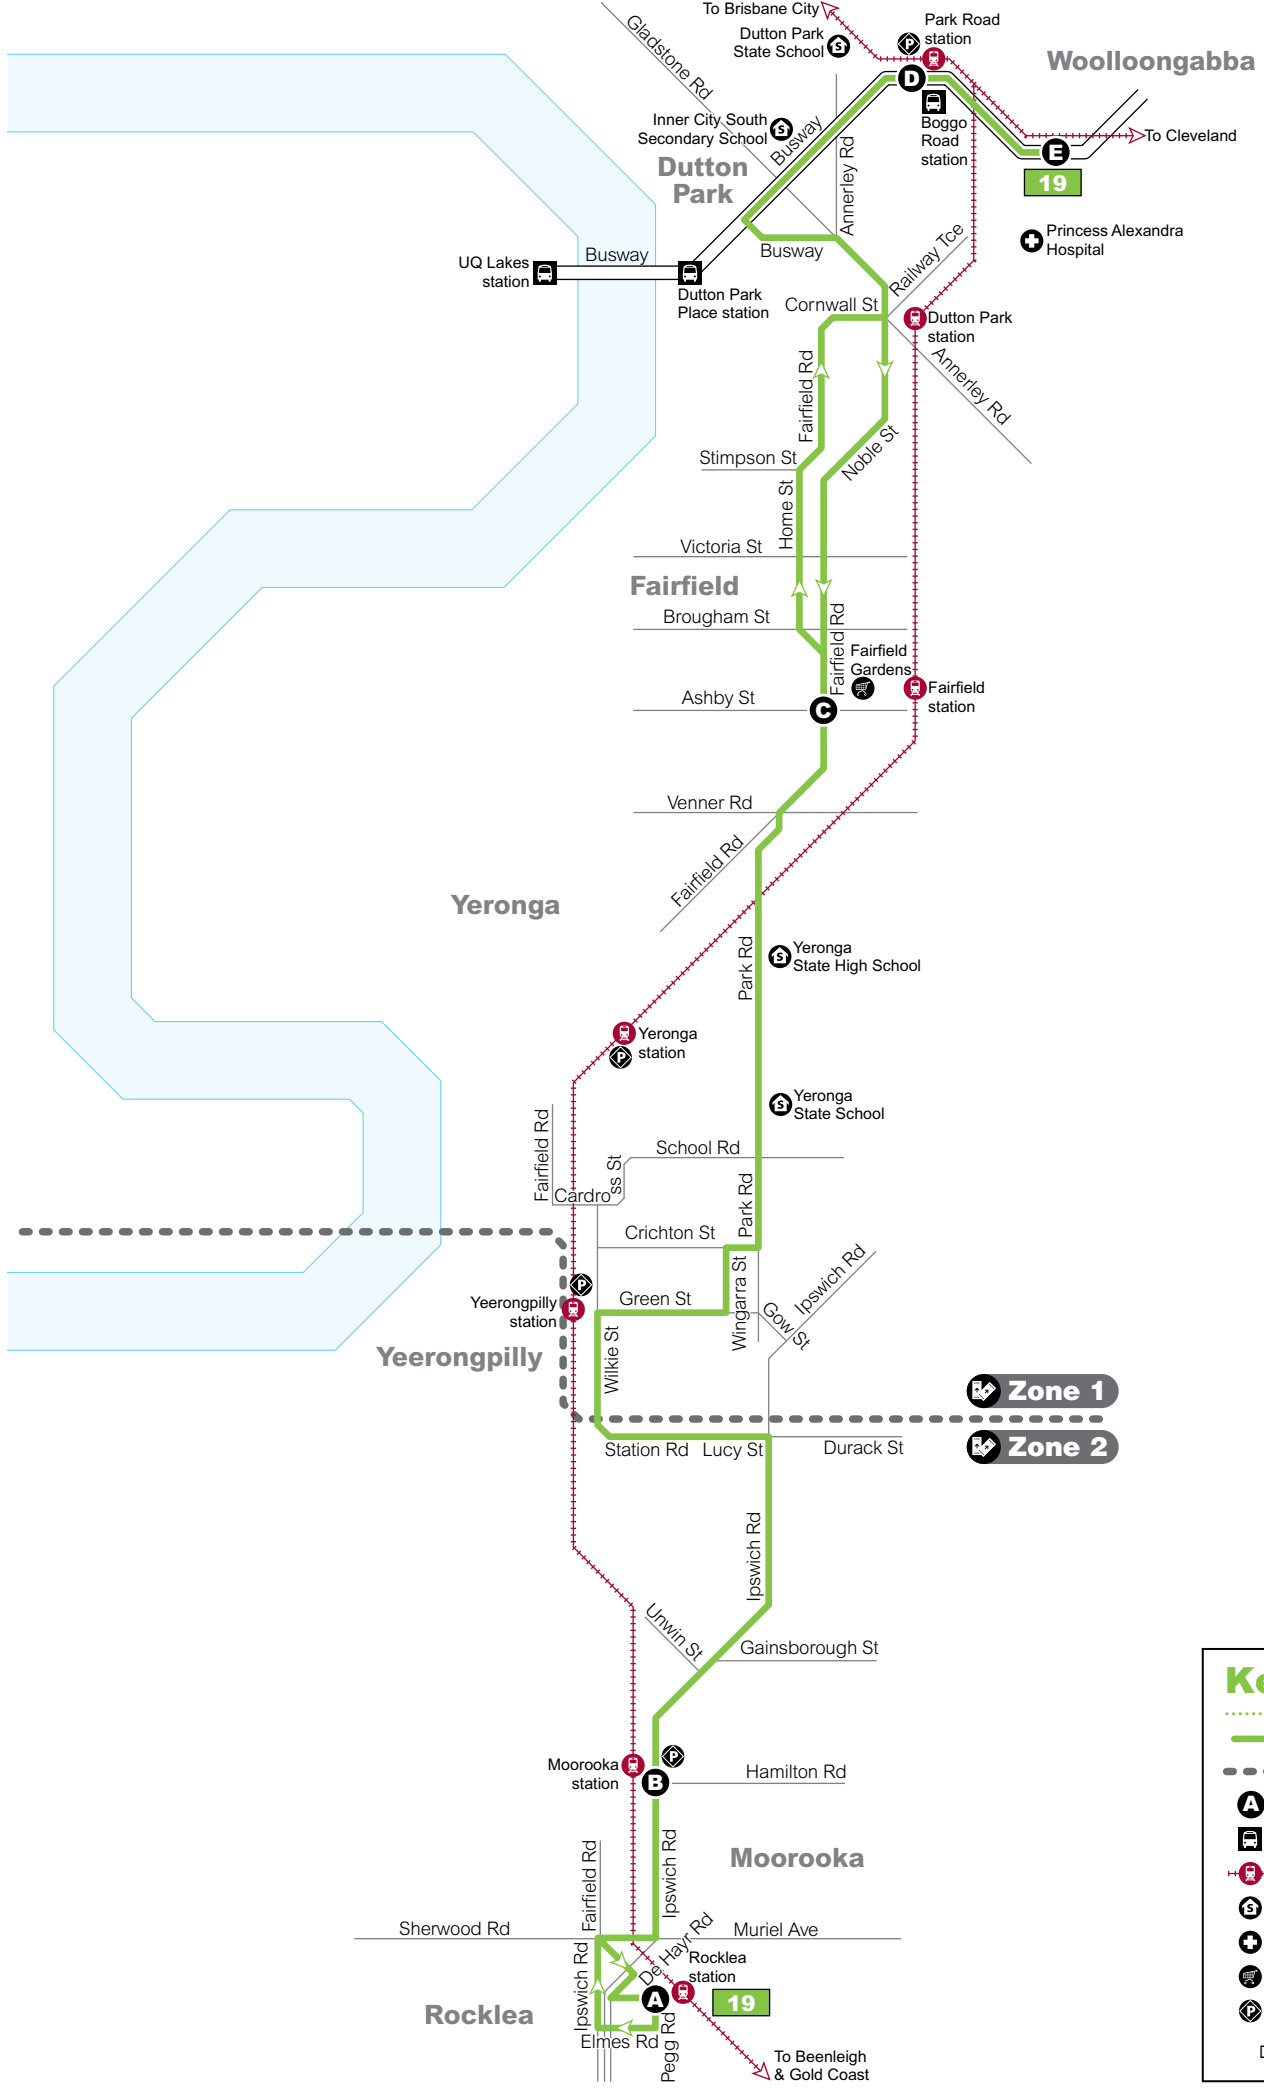 To Brisbane City
Park Road
station
Dutton Park
State School
Woolloongabba
Gladstone Rd
D
Inner City South
Secondary School
Busway
Boggo
Road
station
To Cleveland
E
19
Annerley Rd
Dutton
Park
Princess Alexandra
Hospital
Busway
UQ Lakes
station
Busway
Dutton Park
Place station
Railway Tce
Cornwall St
Dutton Park
station
Annerley Rd
Fairfield Rd
Noble St
Stimpson St
Home St
Victoria St
Fairfield
Brougham St
Fairfield Rd
Fairfield
Gardens
Fairfield
station
Ashby St
C
Venner Rd
Fairfield Rd
Yeronga
Park Rd
Yeronga
State High School
Yeronga
station
Yeronga
State School
Fairfield Rd
School Rd
Cardross St
Park Rd
Crichton St
Wingarra St
Ipswich Rd
Gow St
Yeerongpilly
station
Green St
Yeerongpilly
Wilkie St
Zone 1
Station Rd
Lucy St
Durack St
Zone 2
Ipswich Rd
Unwin St
Gainsborough St
Moorooka
station
B
Hamilton Rd
Ipswich Rd
Moorooka
Fairfield Rd
Sherwood Rd
De Hayr Rd
Muriel Ave
Rocklea
station
Ipswich Rd
A
19
Rocklea
Elmes Rd
Pegg Rd
To Beenleigh
& Gold Coast
Ke
A